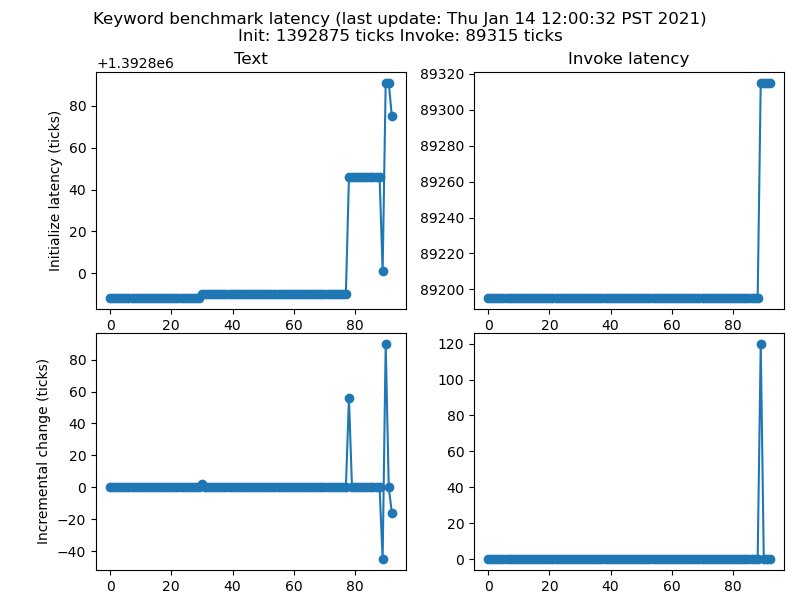 Keyword benchmark latency (last update: Thu Jan 14 12:00:32 PST 2021)
Init: 1392875 ticks Invoke: 89315 ticks
Text
Invoke latency
+1.3928e6
Initialize latency (ticks)
80
60
40
20
0
0 20 40 60 80
89320
89300
89280
89260
89240
89220
89200
0 20 40 60 80
Incremental change (ticks)
80
60
40
20
0
−20
−40
0 20 40 60 80
120
100
80
60
40
20
0
0 20 40 60 80